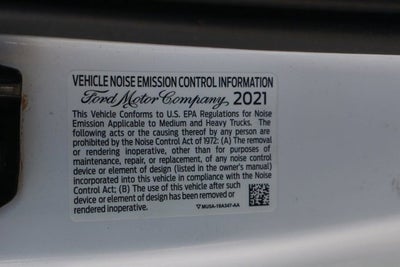 VEHICLE NOISE EMISSION CONTROL INFORMATION
Ford Motor Company 2021
This Vehicle Conforms to U.S. EPA Regulations for Noise
Emission Applicable to Medium and Heavy Trucks. The
following acts or the causing thereof by any person are
prohibited by the Noise Control Act of 1972: (A) The removal
or rendering inoperative, other than for purposes of
maintenance, repair, or replacement, of any noise control
device or element of design (listed in the owner's manual)
incorporated into this vehicle in compliance with the Noise
Control Act; (B) The use of this vehicle after such
device or element of design has been removed or
rendered inoperative.
MU5A-19A347-AA